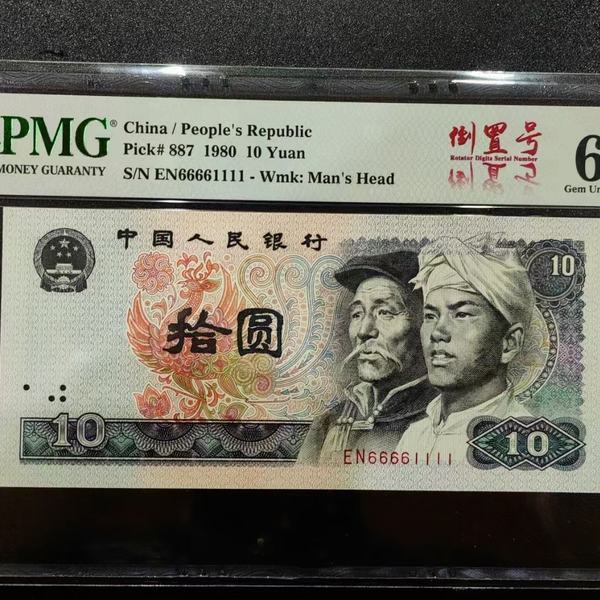 PMG®
MONEY GUARANTY
China / People's Republic
Pick# 887 1980 10 Yuan
S/N EN66661111 - Wmk: Man's Head
倒置号
Rotator Digits Serial Number
6
Gem Un
中国人民银行
10
拾圆
10
EN66661111
10